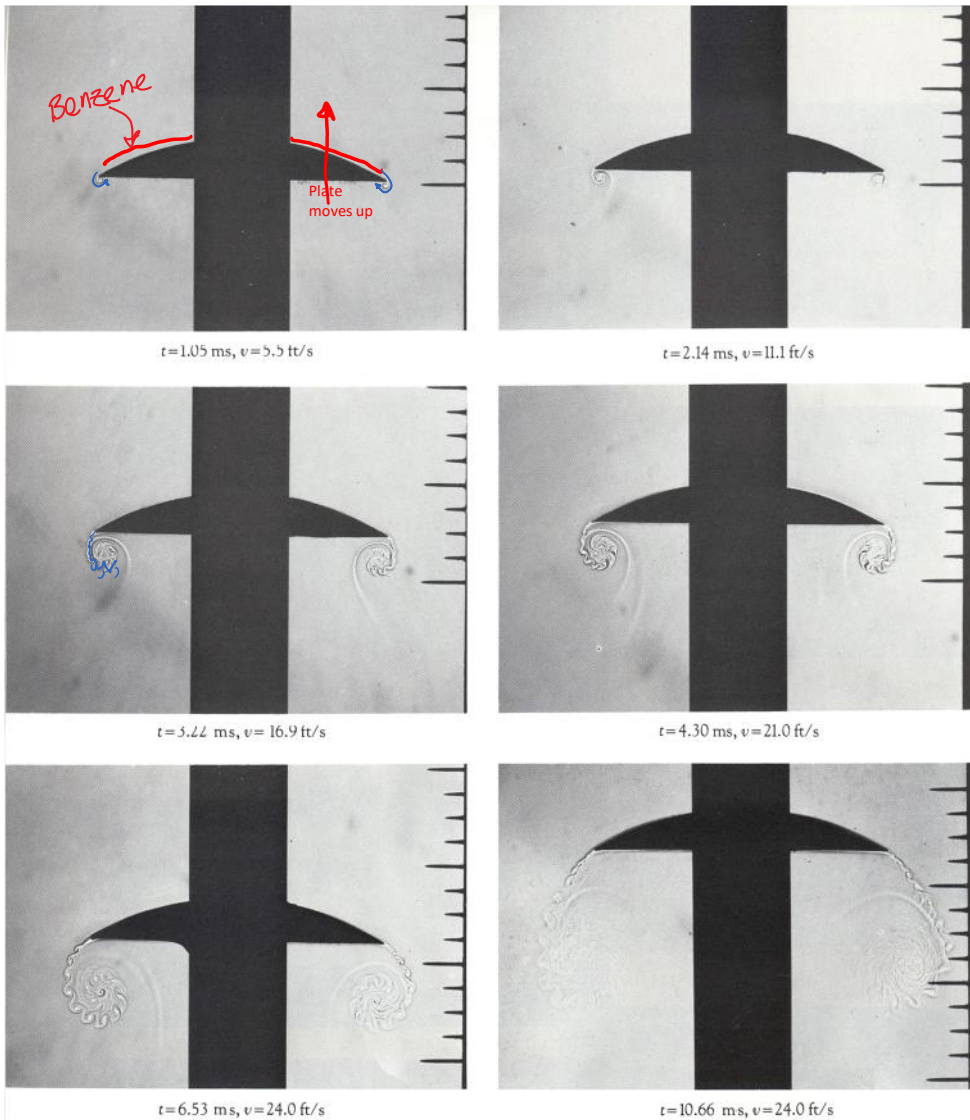 Benzene
Plate
moves up
t=1.05 ms, v=5.5 ft/s
t=2.14 ms, v=11.1 ft/s
t=3.22 ms, v= 16.9 ft/s
t=4.30 ms, v=21.0 ft/s
t=6.53 ms, v=24.0 ft/s
t=10.66 ms, v=24.0 ft/s